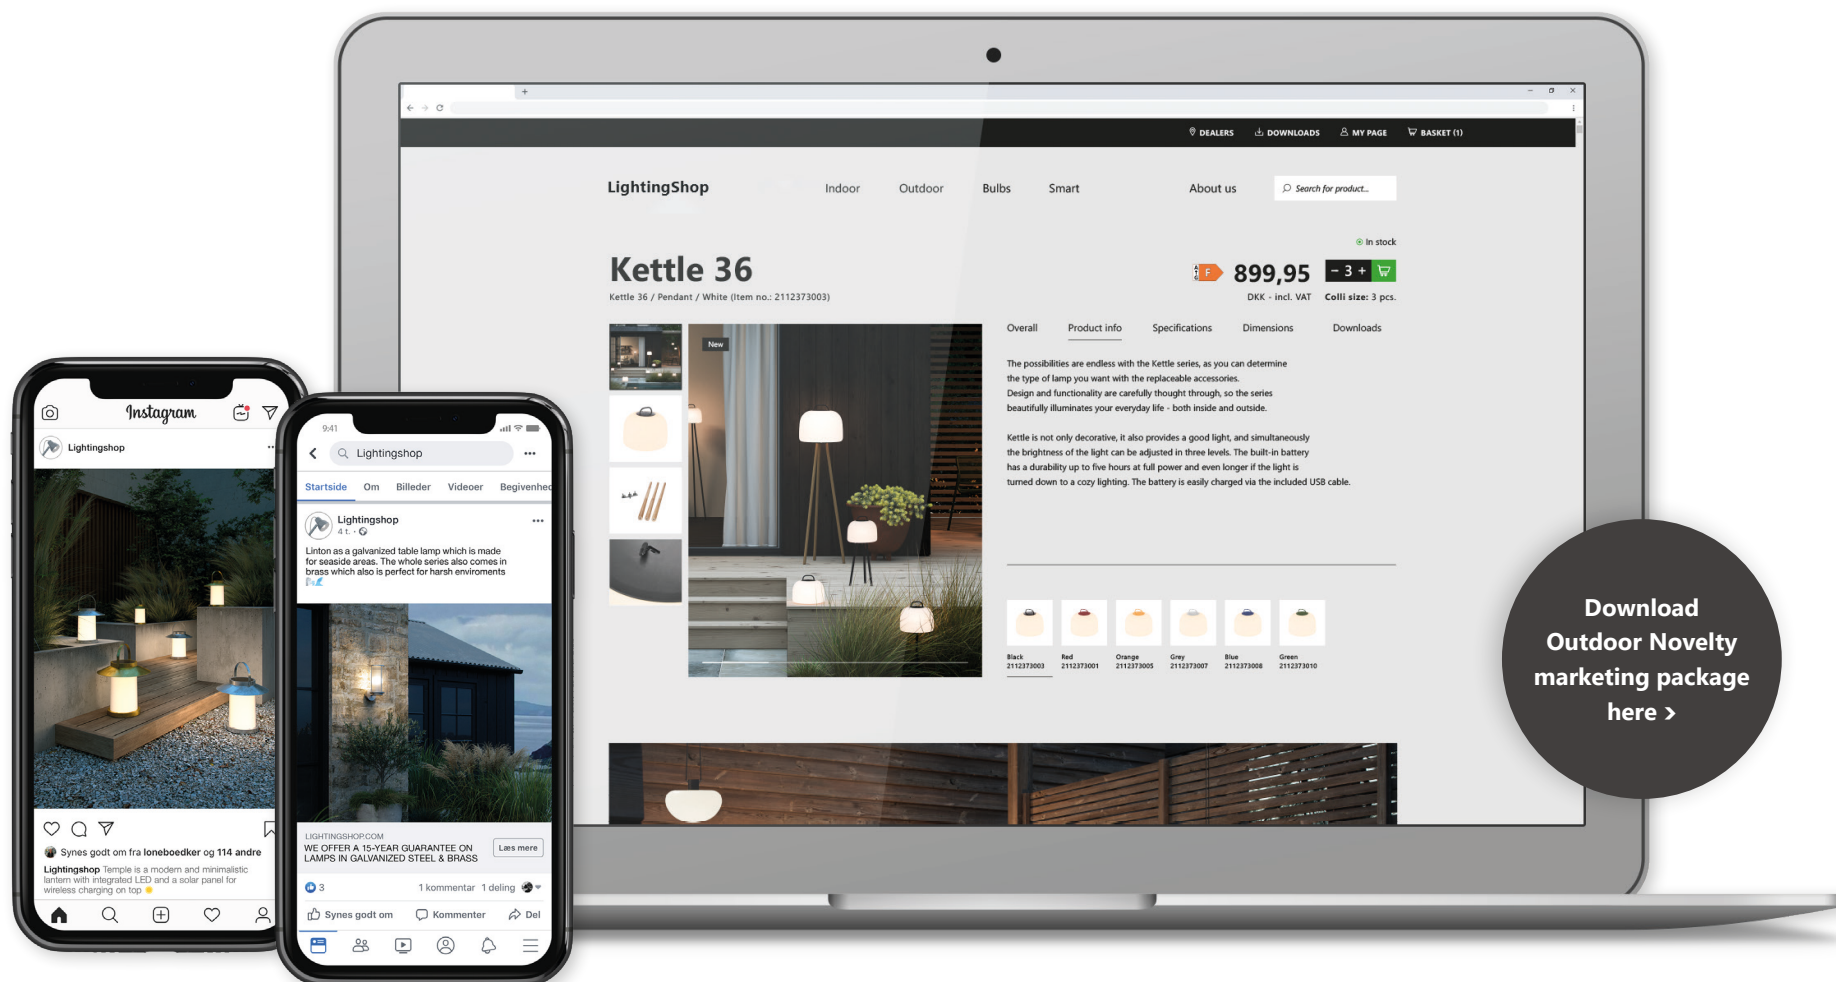 DEALERS DOWNLOADS MY PAGE BASKET (1)
LightingShop Indoor Outdoor Bulbs Smart About us Search for product...
In stock
Kettle 36
F 899,95 - 3 +
Kettle 36 / Pendant / White (Item no.: 2112373003)
DKK - incl. VAT Colli size: 3 pcs.
New
Overall Product info Specifications Dimensions Downloads
The possibilities are endless with the Kettle series, as you can determine
the type of lamp you want with the replaceable accessories.
Design and functionality are carefully thought through, so the series
beautifully illuminates your everyday life - both inside and outside.
Kettle is not only decorative, it also provides a good light, and simultaneously
the brightness of the light can be adjusted in three levels. The built-in battery
has a durability up to five hours at full power and even longer if the light is
turned down to a cozy lighting. The battery is easily charged via the included USB cable.
Black Red Orange Grey Blue Green
2112373003 2112373001 2112373005 2112373007 2112373008 2112373010
Instagram
Lightingshop
Synes godt om fra loneboedker og 114 andre
Lightingshop Temple is a modern and minimalistic
lantern with integrated LED and a solar panel for
wireless charging on top
9:41
Lightingshop
Startside Om Billeder Videoer Begivenhed
Lightingshop
4 t.
Linton as a galvanized table lamp which is made
for seaside areas. The whole series also comes in
brass which also is perfect for harsh enviroments
LIGHTINGSHOP.COM
WE OFFER A 15-YEAR GUARANTEE ON
LAMPS IN GALVANIZED STEEL & BRASS
Læs mere
3 1 kommentar 1 deling
Synes godt om Kommenter Del
Download
Outdoor Novelty
marketing package
here >